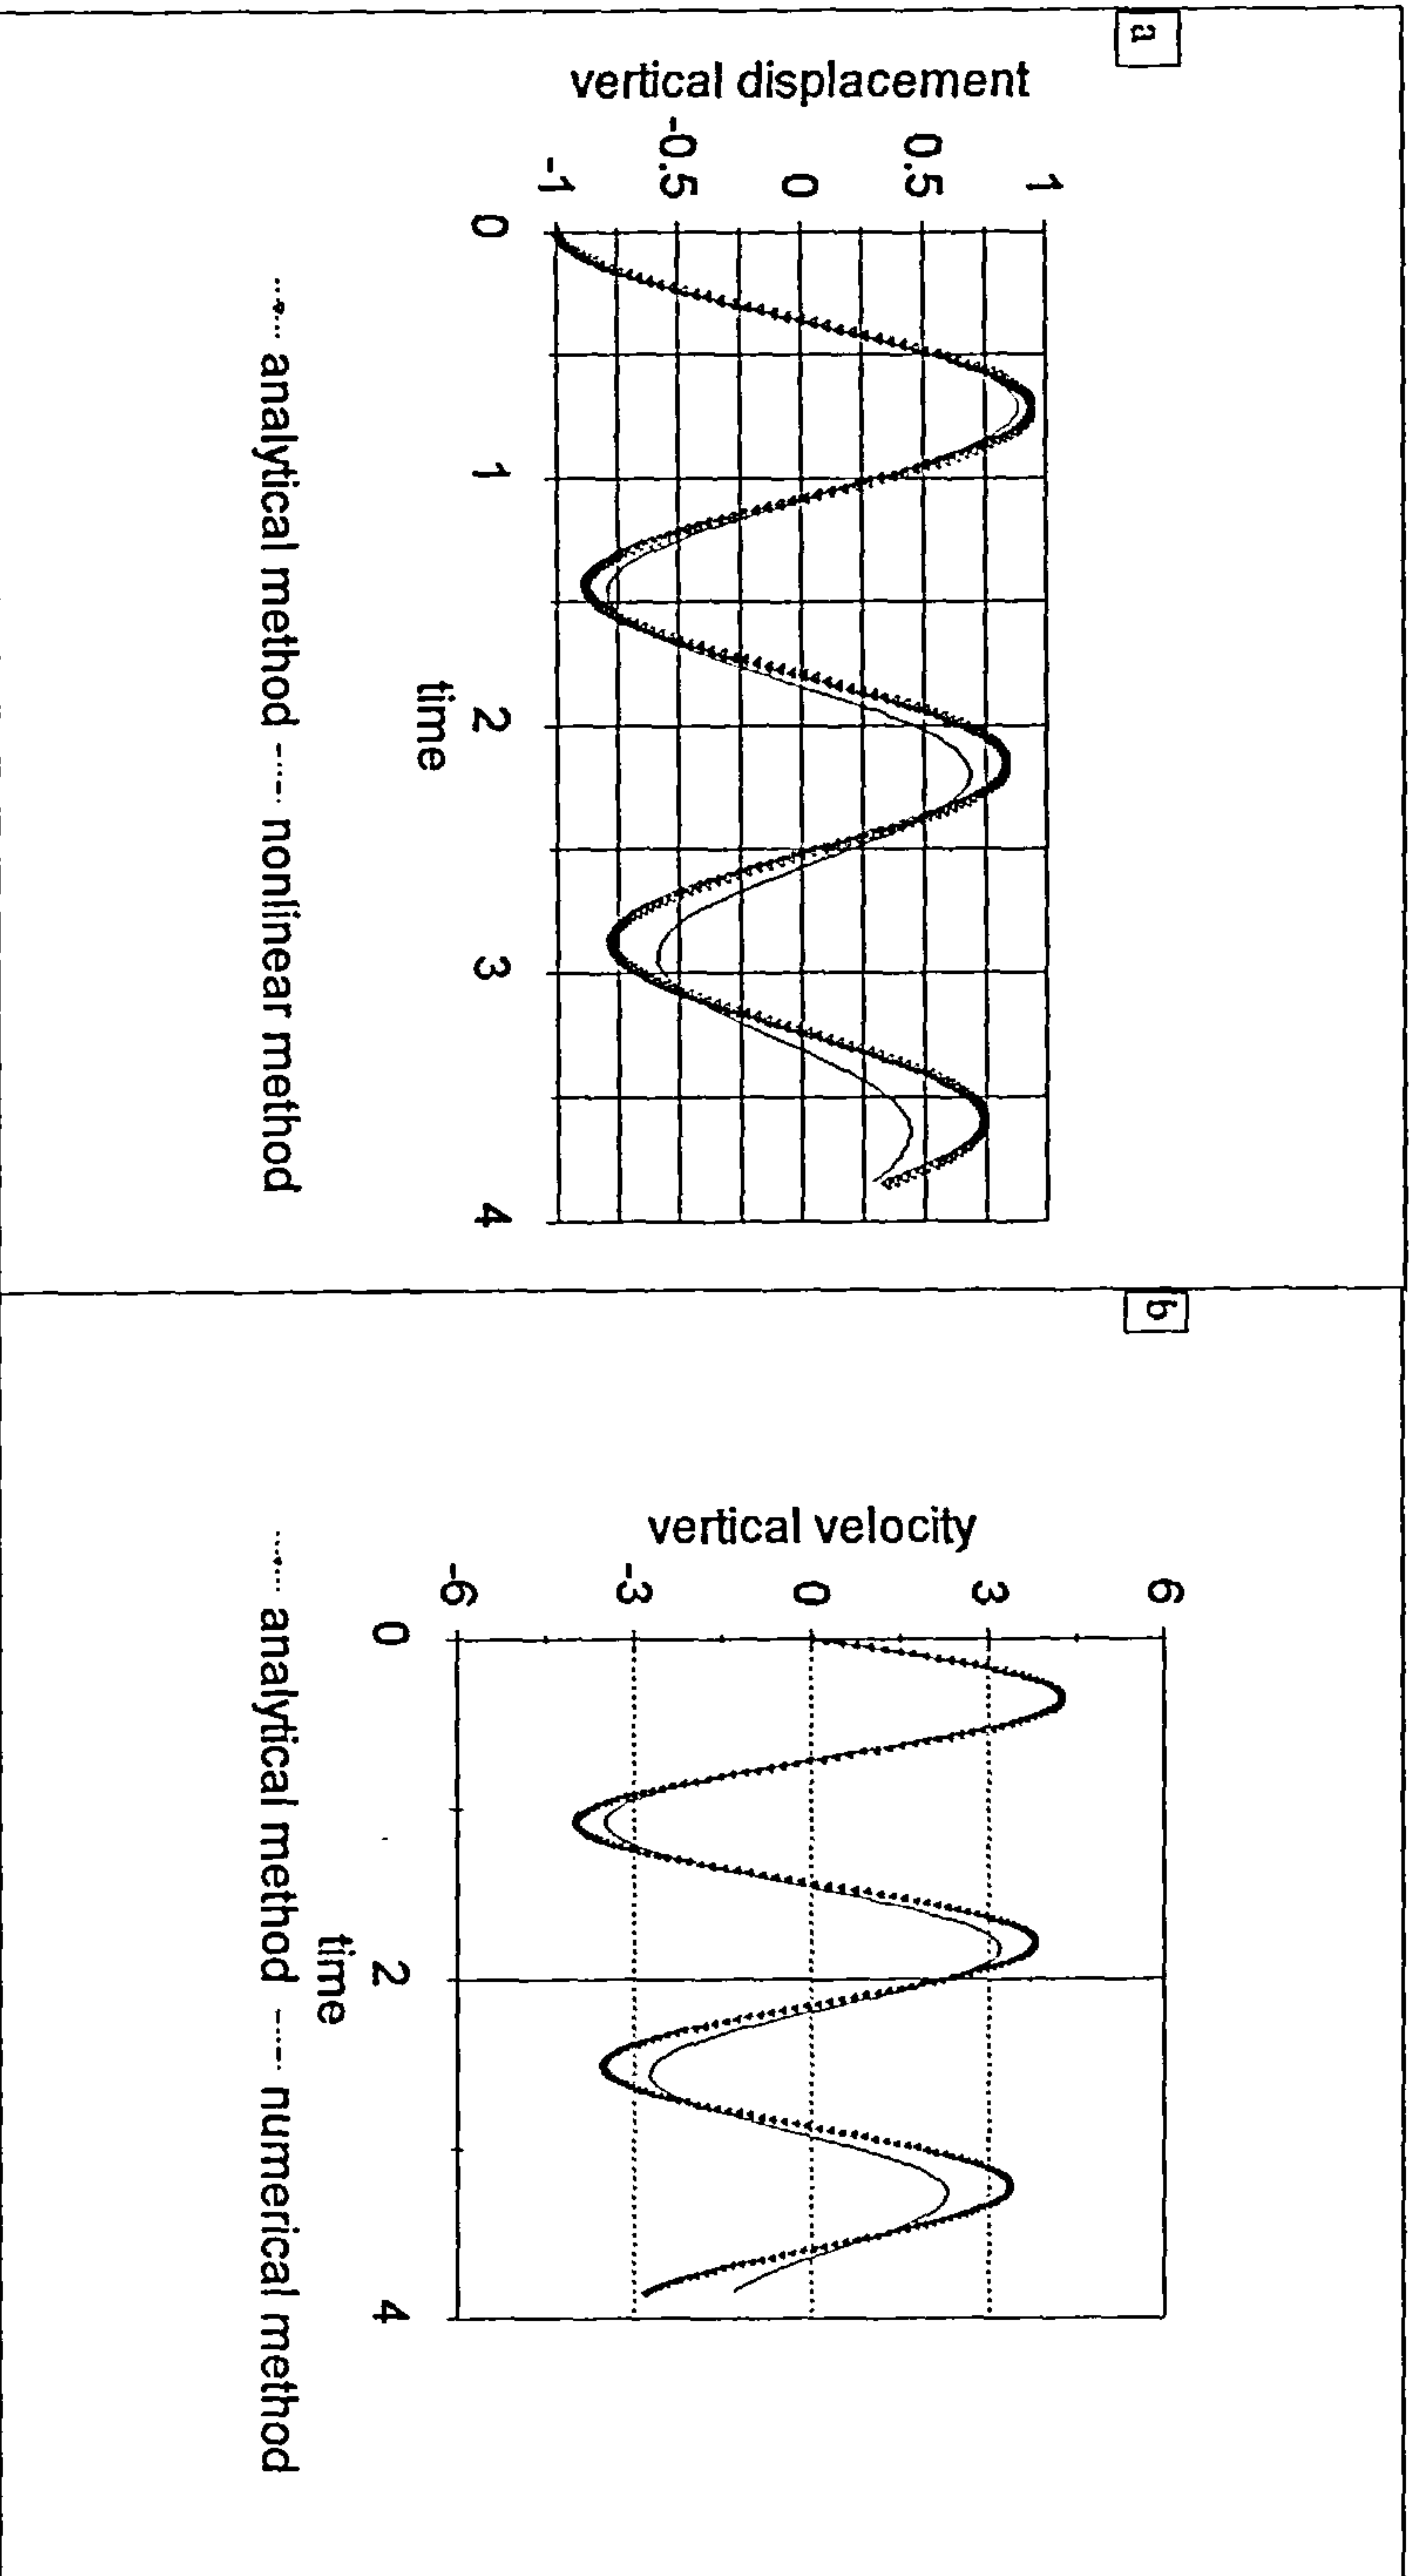 a
vertical displacement
1
0.5
0
-0.5
-1
0 1 2 3 4
time
analytical method nonlinear method
b
vertical velocity
6
3
0
-3
-6
0 2 4
time
analytical method numerical method